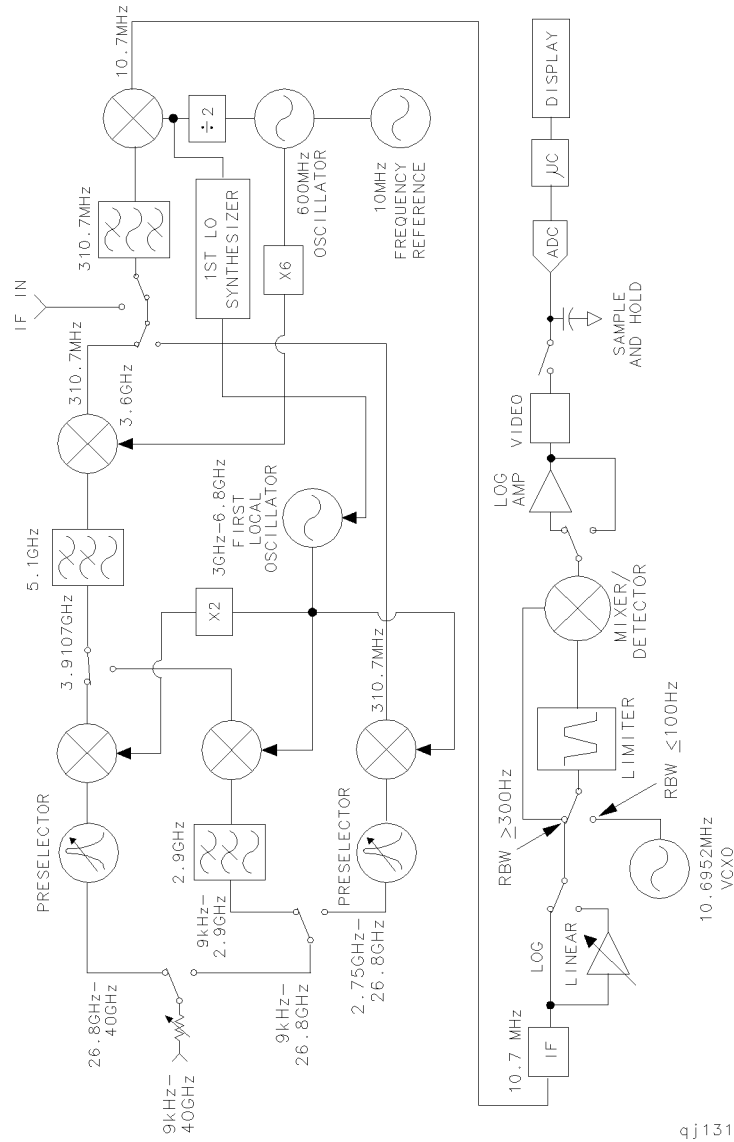 9kHz–
40GHz
26.8GHz–
40GHz
PRESELECTOR
3.9107GHz
5.1GHz
310.7MHz
3.6GHz
IF IN
310.7MHz
10.7MHz
9kHz–
26.8GHz
9kHz–
2.9GHz
2.9GHz
X2
3GHz–6.8GHz
FIRST
LOCAL
OSCILLATOR
1ST LO
SYNTHESIZER
÷2
X6
600MHz
OSCILLATOR
10MHz
FREQUENCY
REFERENCE
2.75GHz–
26.8GHz
PRESELECTOR
310.7MHz
10.7 MHz
IF
LOG
LINEAR
RBW ≥300Hz
RBW ≤100Hz
10.6952MHz
VCXO
LIMITER
MIXER/
DETECTOR
LOG
AMP
VIDEO
SAMPLE
AND HOLD
ADC
µC
DISPLAY
qj131